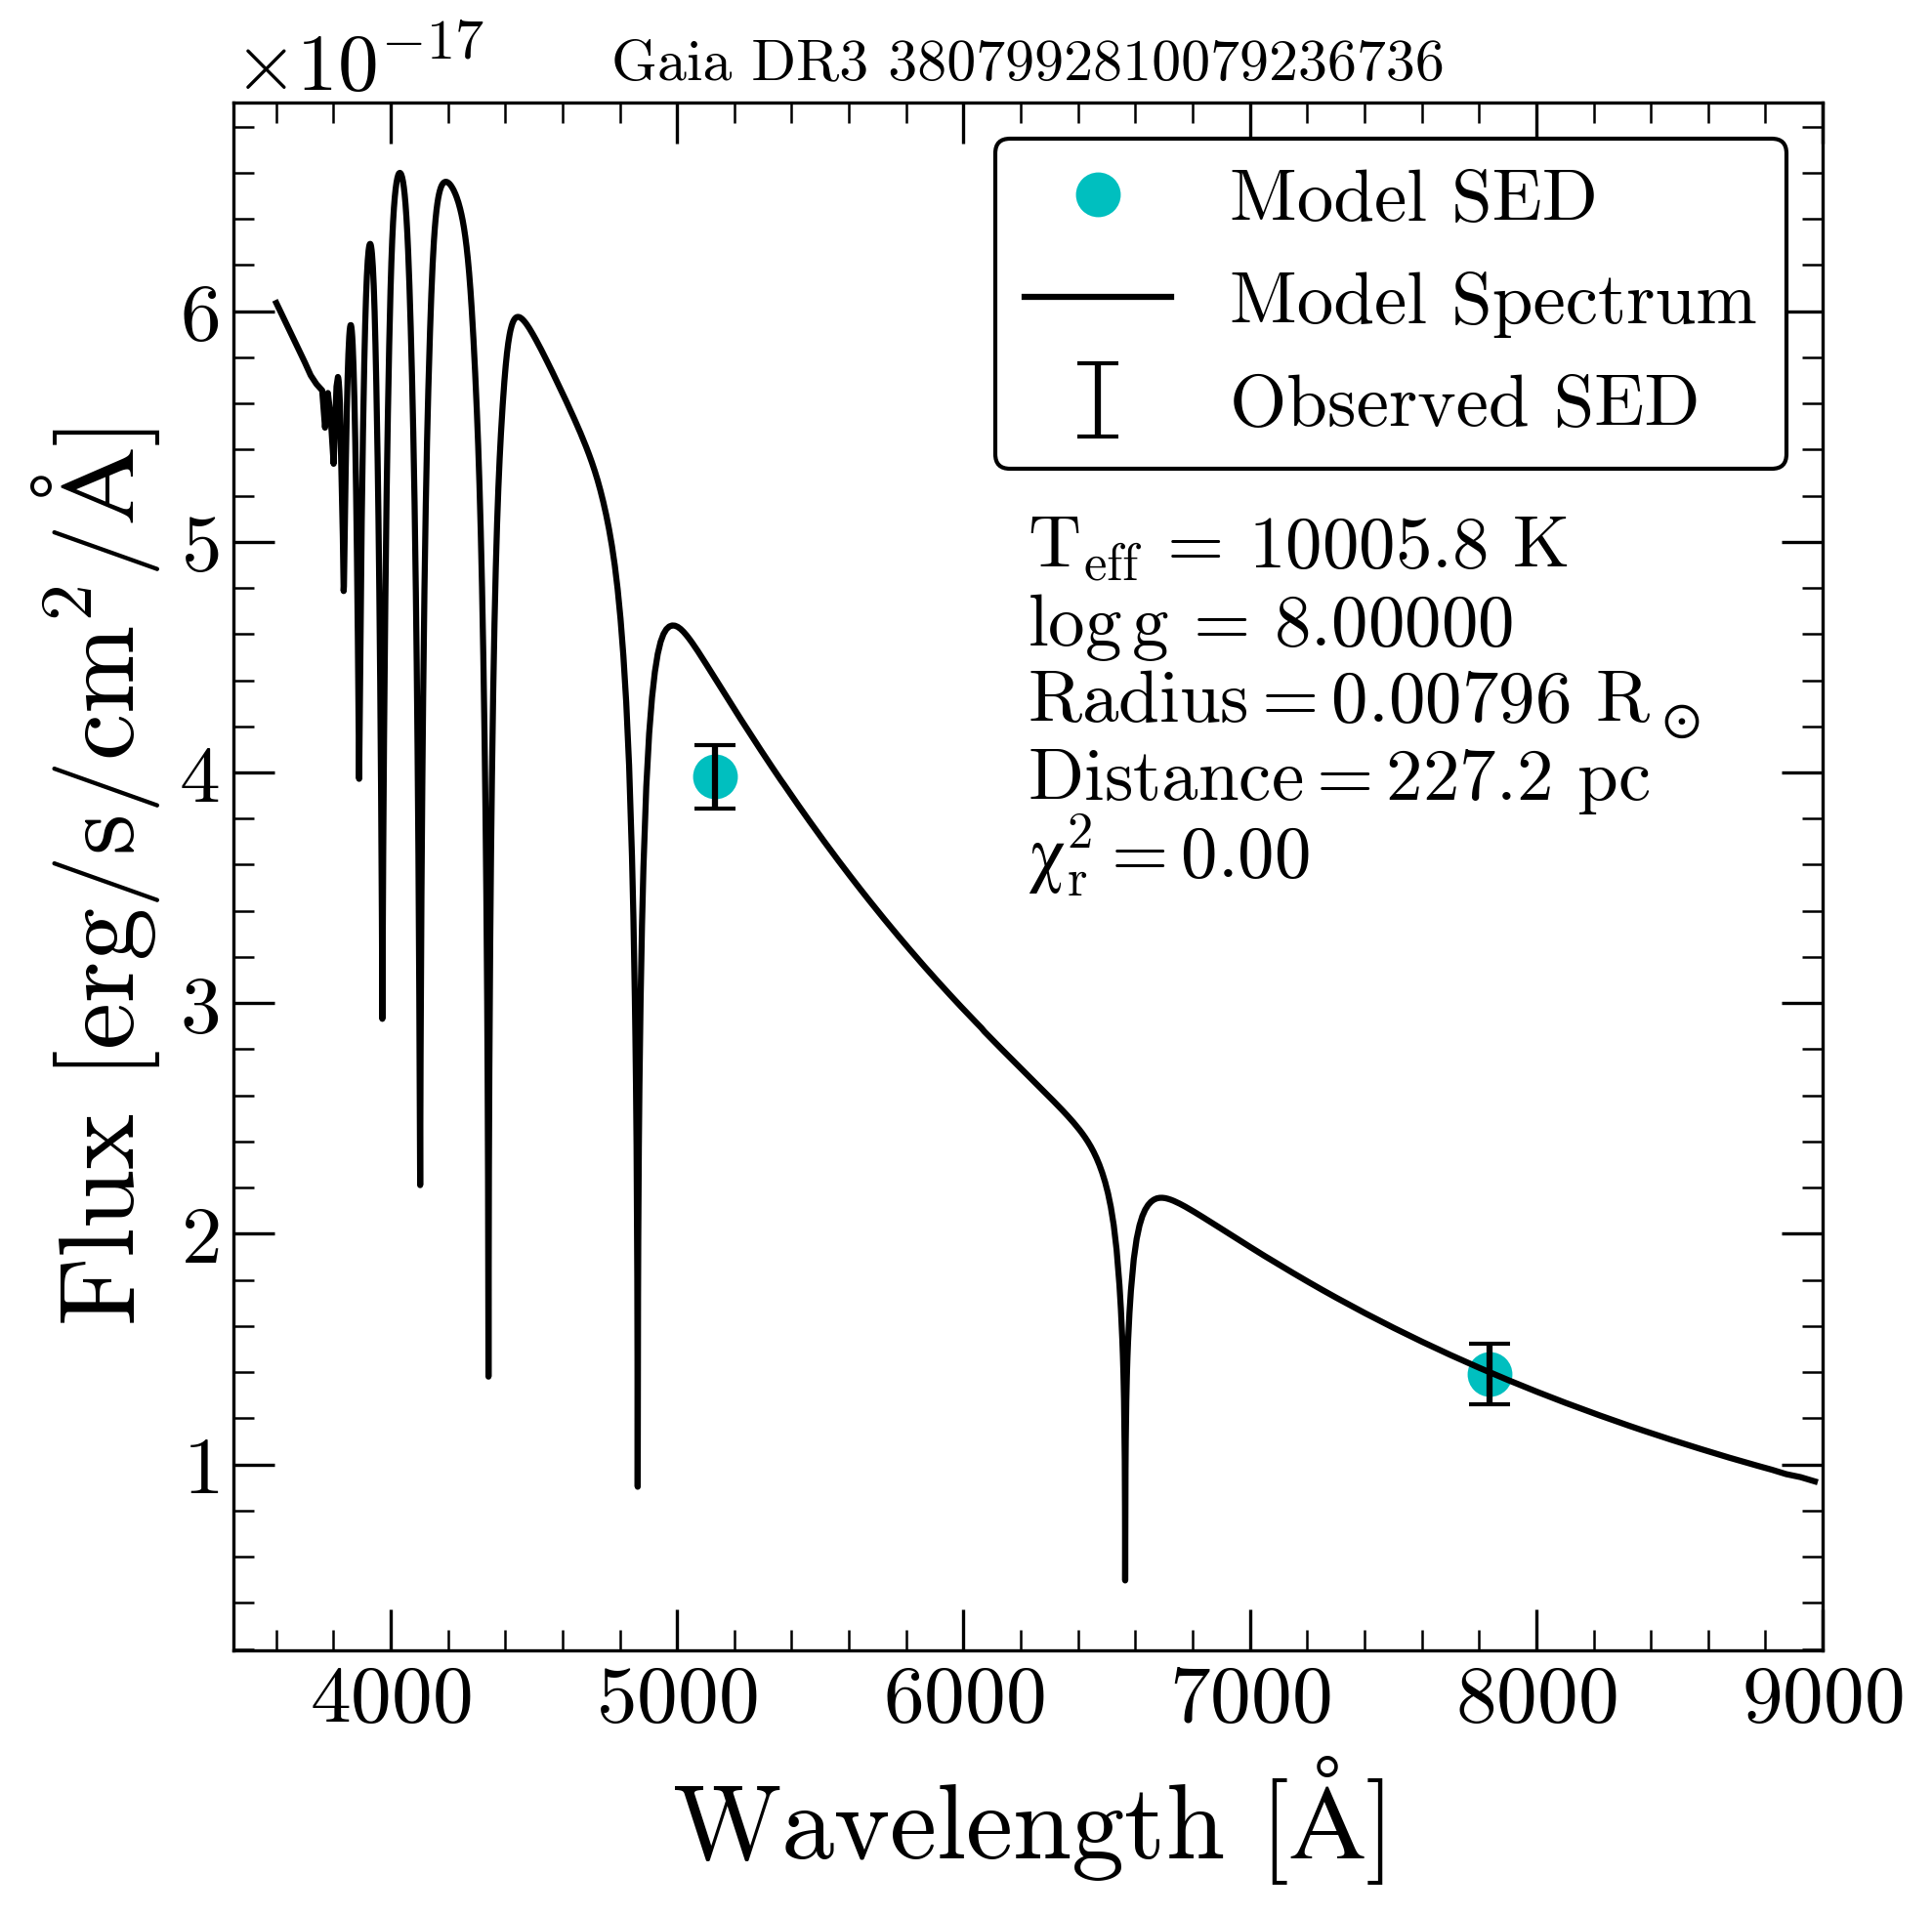 ×10⁻¹⁷
Gaia DR3 3807992810079236736
Model SED
Model Spectrum
Observed SED
T_eff = 10005.8 K
log g = 8.00000
Radius = 0.00796 R_⊙
Distance = 227.2 pc
χ²_r = 0.00
Flux [erg/s/cm²/Å]
6
5
4
3
2
1
4000 5000 6000 7000 8000 9000
Wavelength [Å]